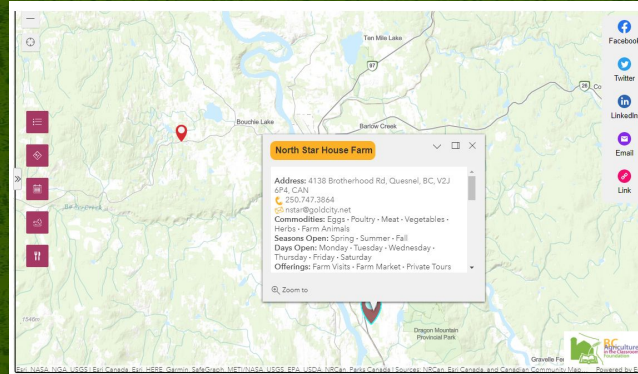 Ten Mile Lake
97
26
Bouchie Lake
Barlow Creek
Facebook
Twitter
LinkedIn
Email
Link
North Star House Farm
Address: 4138 Brotherhood Rd, Quesnel, BC, V2J
6P4, CAN
250.747.3864
nstar@goldcity.net
Commodities: Eggs • Poultry • Meat • Vegetables •
Herbs • Farm Animals
Seasons Open: Spring • Summer • Fall
Days Open: Monday • Tuesday • Wednesday •
Thursday • Friday • Saturday
Offerings: Farm Visits • Farm Market • Private Tours
Zoom to
Dragon Mountain
Provincial Park
Gravelle Fer
BC
Agriculture
in the Classroom
Foundation
Esri, NASA, NGA, USGS | Esri Canada, Esri, HERE, Garmin, SafeGraph, METI/NASA, USGS, EPA, USDA, NRCan, Parks Canada | Sources: NRCan, Esri Canada, and Canadian Community Map
Powered by E